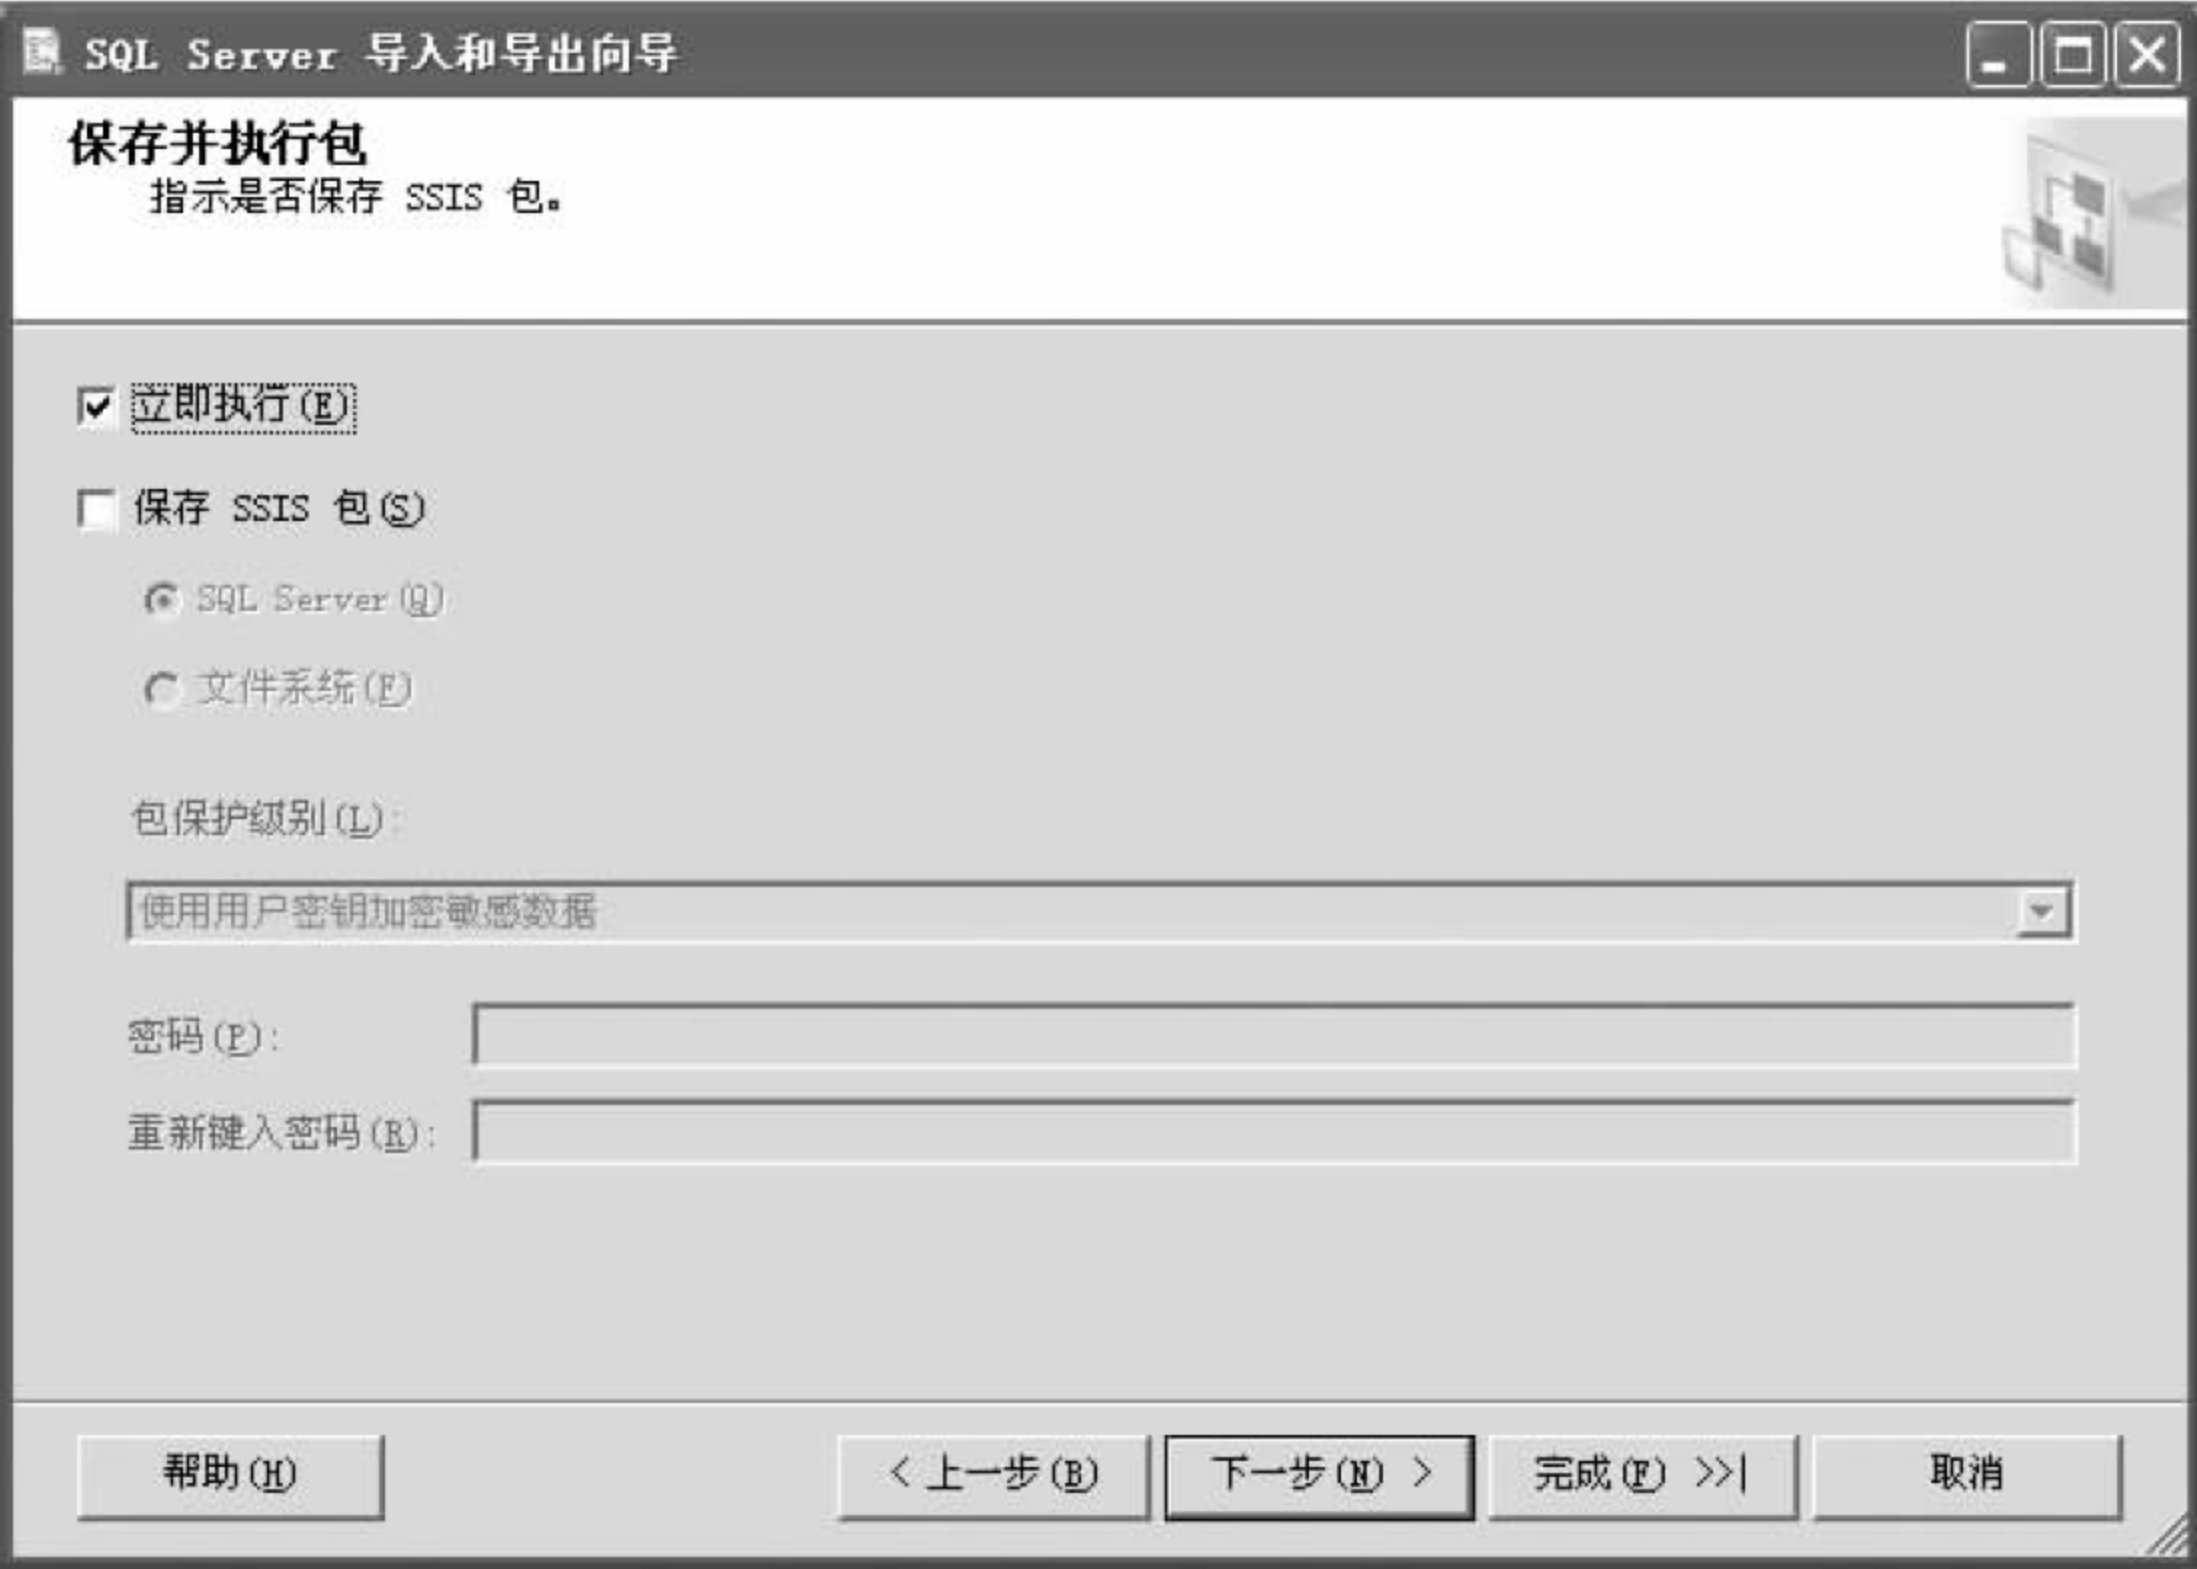 SQL Server 导入和导出向导
保存并执行包
指示是否保存 SSIS 包。
立即执行(E)
保存 SSIS 包(S)
SQL Server(Q)
文件系统(F)
包保护级别(L):
使用用户密钥加密敏感数据
密码(P):
重新键入密码(R):
帮助(H)
< 上一步(B)
下一步(N) >
完成(F) >>|
取消